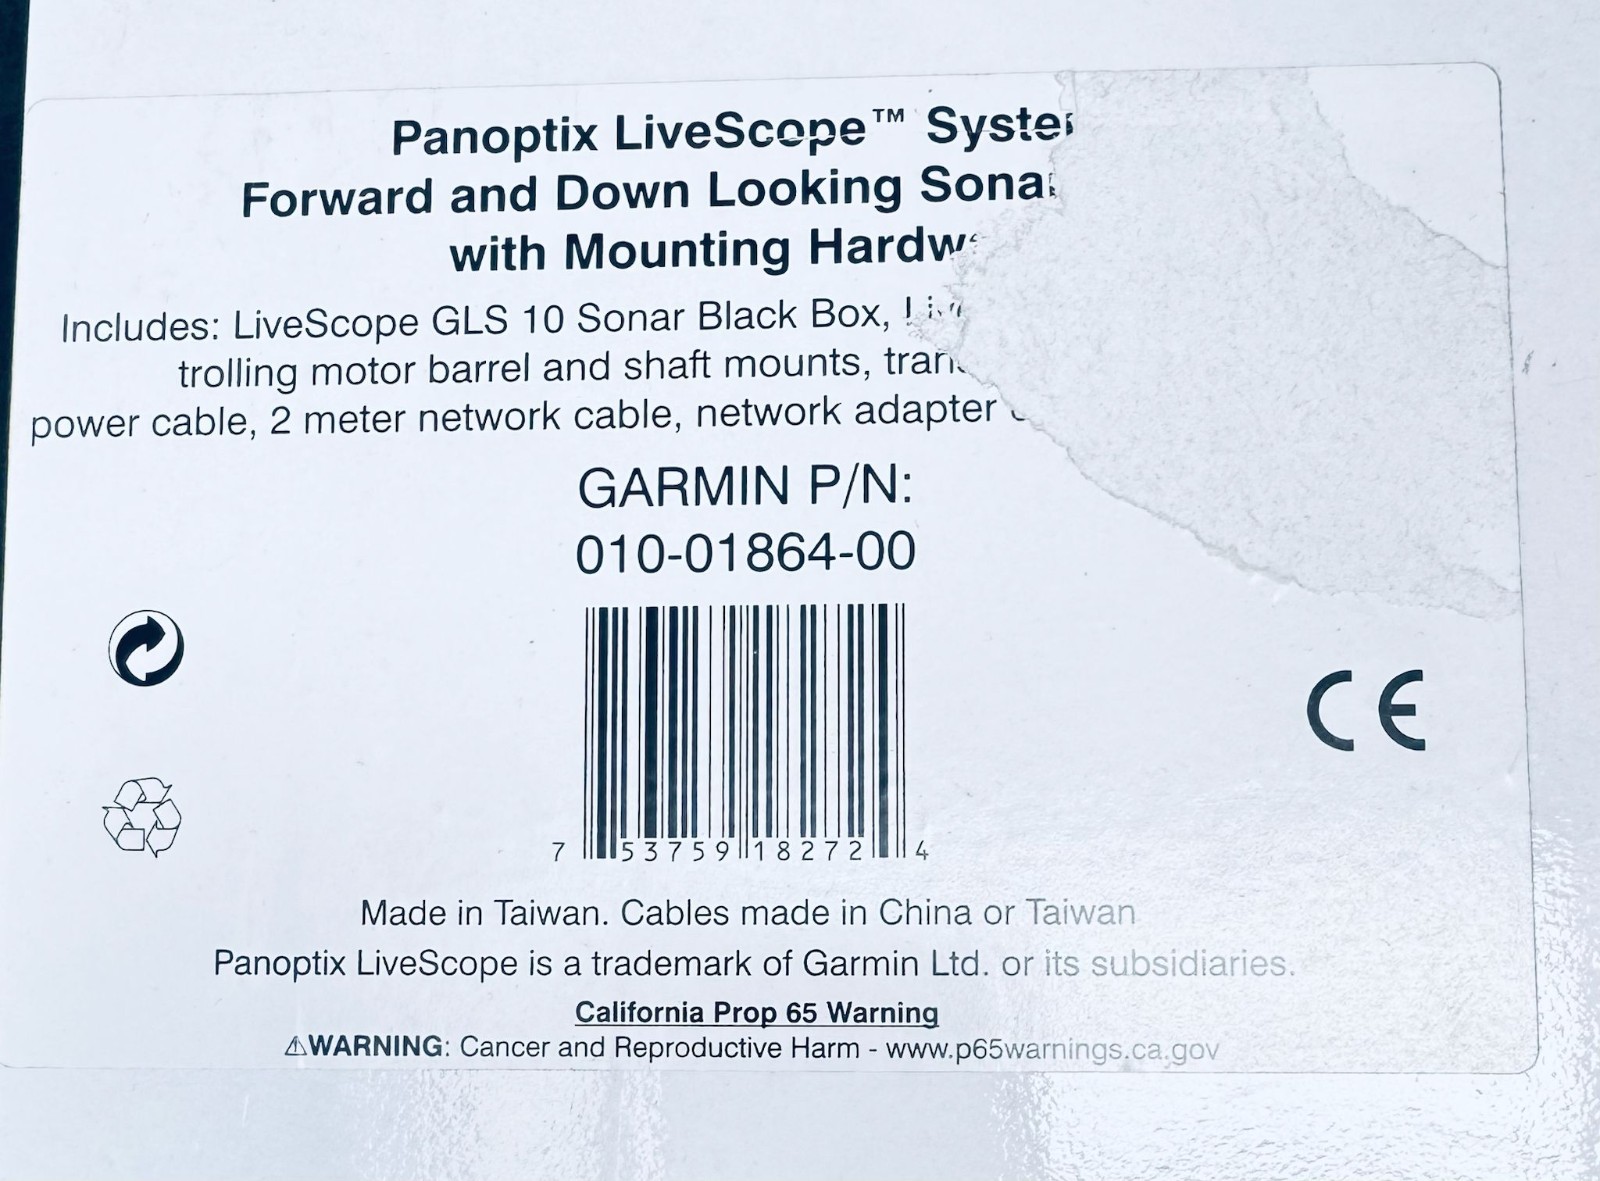 Panoptix LiveScope™
Forward and Down Looking
with Mounting
Includes: LiveScope GLS 10 Sonar Black Box,
trolling motor barrel and shaft mounts,
power cable, 2 meter network cable, network adapter
GARMIN P/N:
010-01864-00
7 53759 18272 4
CE
Made in Taiwan. Cables made in China or Taiwan
Panoptix LiveScope is a trademark of Garmin Ltd. or its subsidiaries.
California Prop 65 Warning
⚠WARNING: Cancer and Reproductive Harm - www.p65warnings.ca.gov